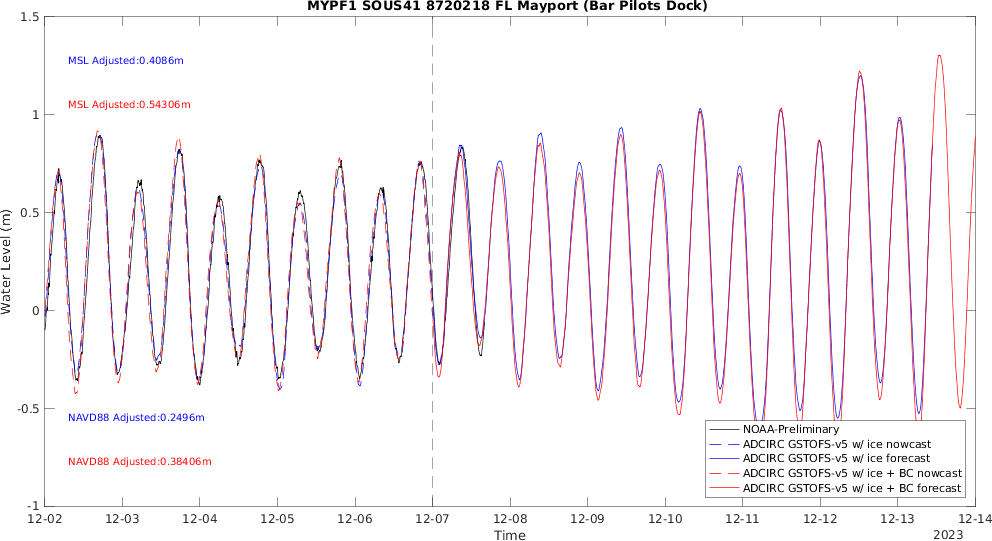 MYPF1 SOUS41 8720218 FL Mayport (Bar Pilots Dock)
1.5
1
0.5
0
-0.5
-1
Water Level (m)
MSL Adjusted:0.4086m
MSL Adjusted:0.54306m
NAVD88 Adjusted:0.2496m
NAVD88 Adjusted:0.38406m
NOAA-Preliminary
ADCIRC GSTOFS-v5 w/ ice nowcast
ADCIRC GSTOFS-v5 w/ ice forecast
ADCIRC GSTOFS-v5 w/ ice + BC nowcast
ADCIRC GSTOFS-v5 w/ ice + BC forecast
12-02 12-03 12-04 12-05 12-06 12-07 12-08 12-09 12-10 12-11 12-12 12-13 12-14
Time
2023